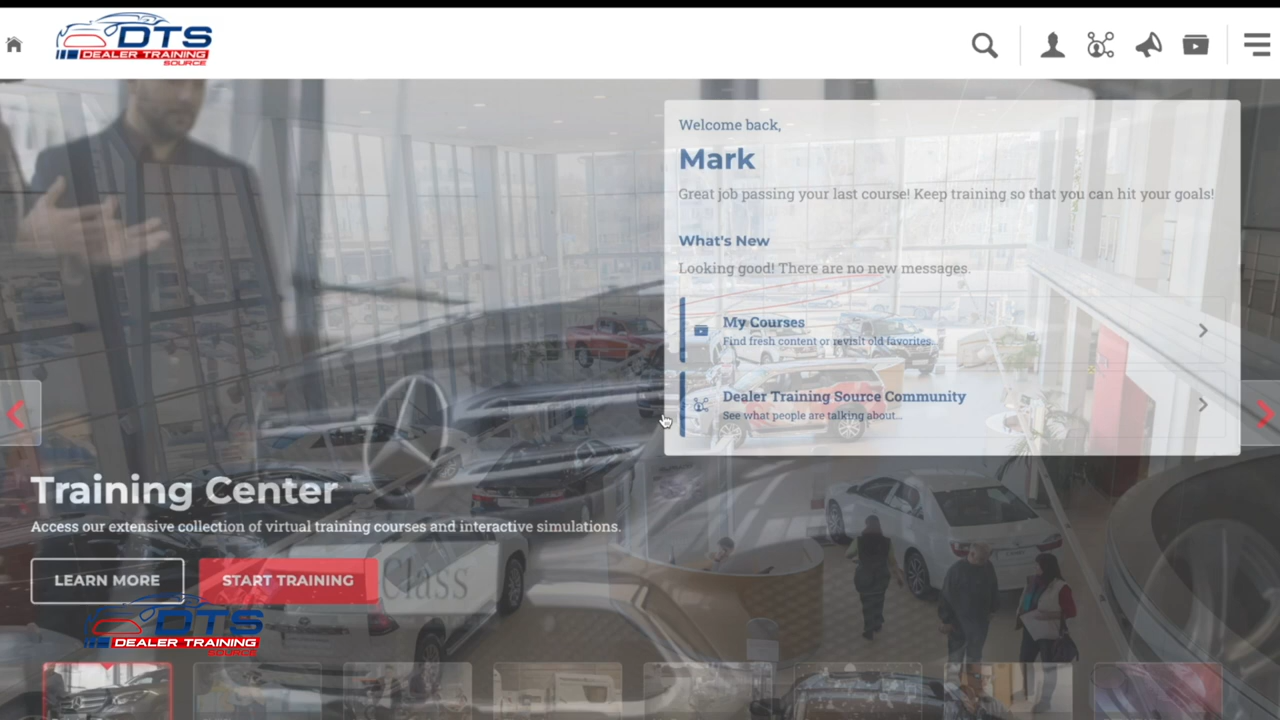 DTS
DEALER TRAINING
SOURCE
Welcome back,
Mark
Great job passing your last course! Keep training so that you can hit your goals!
What's New
Looking good! There are no new messages.
My Courses
Find fresh content or revisit old favorites.
Dealer Training Source Community
See what people are talking about...
Training Center
Access our extensive collection of virtual training courses and interactive simulations.
LEARN MORE
START TRAINING
Class
DTS
DEALER TRAINING
SOURCE